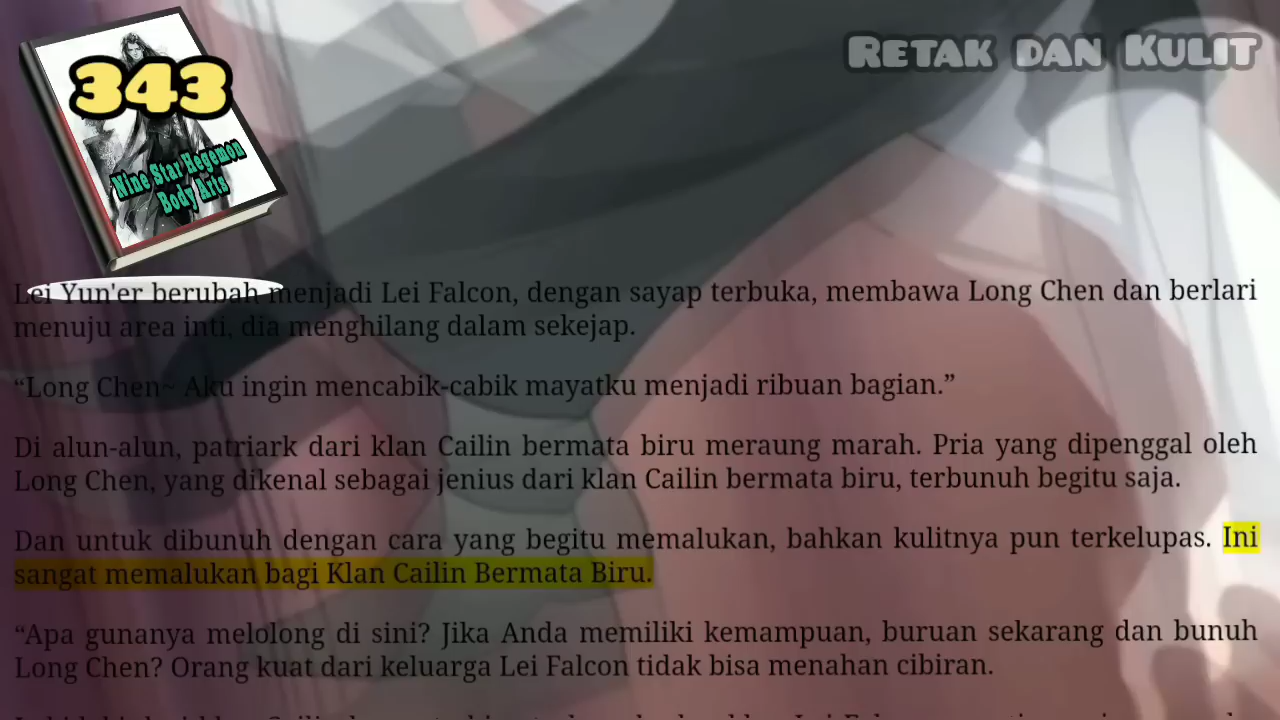 343
Nine Star Hegemon
Body Arts
Retak dan Kulit
Lei Yun'er berubah menjadi Lei Falcon, dengan sayap terbuka, membawa Long Chen dan berlari
menuju area inti, dia menghilang dalam sekejap.
“Long Chen~ Aku ingin mencabik-cabik mayatku menjadi ribuan bagian.”
Di alun-alun, patriark dari klan Cailin bermata biru meraung marah. Pria yang dipenggal oleh
Long Chen, yang dikenal sebagai jenius dari klan Cailin bermata biru, terbunuh begitu saja.
Dan untuk dibunuh dengan cara yang begitu memalukan, bahkan kulitnya pun terkelupas. Ini
sangat memalukan bagi Klan Cailin Bermata Biru.
“Apa gunanya melolong di sini? Jika Anda memiliki kemampuan, buruan sekarang dan bunuh
Long Chen? Orang kuat dari keluarga Lei Falcon tidak bisa menahan cibiran.